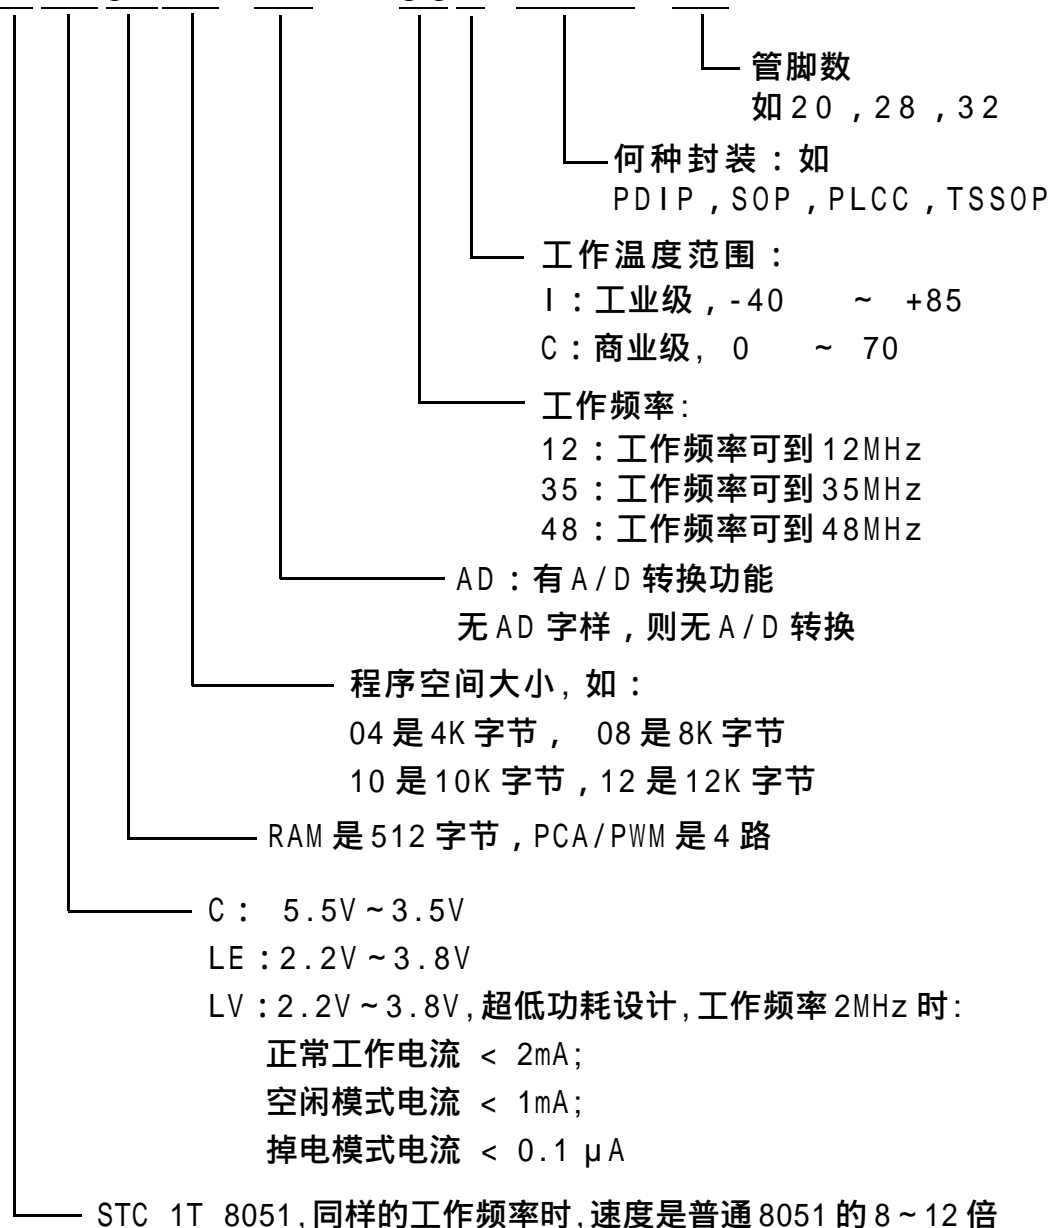 管脚数
如20,28,32
何种封装:如
PDIP,SOP,PLCC,TSSOP
工作温度范围:
I:工业级,-40 ~ +85
C:商业级, 0 ~ 70
工作频率:
12:工作频率可到12MHz
35:工作频率可到35MHz
48:工作频率可到48MHz
AD:有A/D转换功能
无AD字样,则无A/D转换
程序空间大小,如:
04是4K字节, 08是8K字节
10是10K字节,12是12K字节
RAM是512字节,PCA/PWM是4路
C: 5.5V~3.5V
LE:2.2V~3.8V
LV:2.2V~3.8V,超低功耗设计,工作频率2MHz时:
正常工作电流 < 2mA;
空闲模式电流 < 1mA;
掉电模式电流 < 0.1μA
STC 1T 8051,同样的工作频率时,速度是普通8051的8~12倍